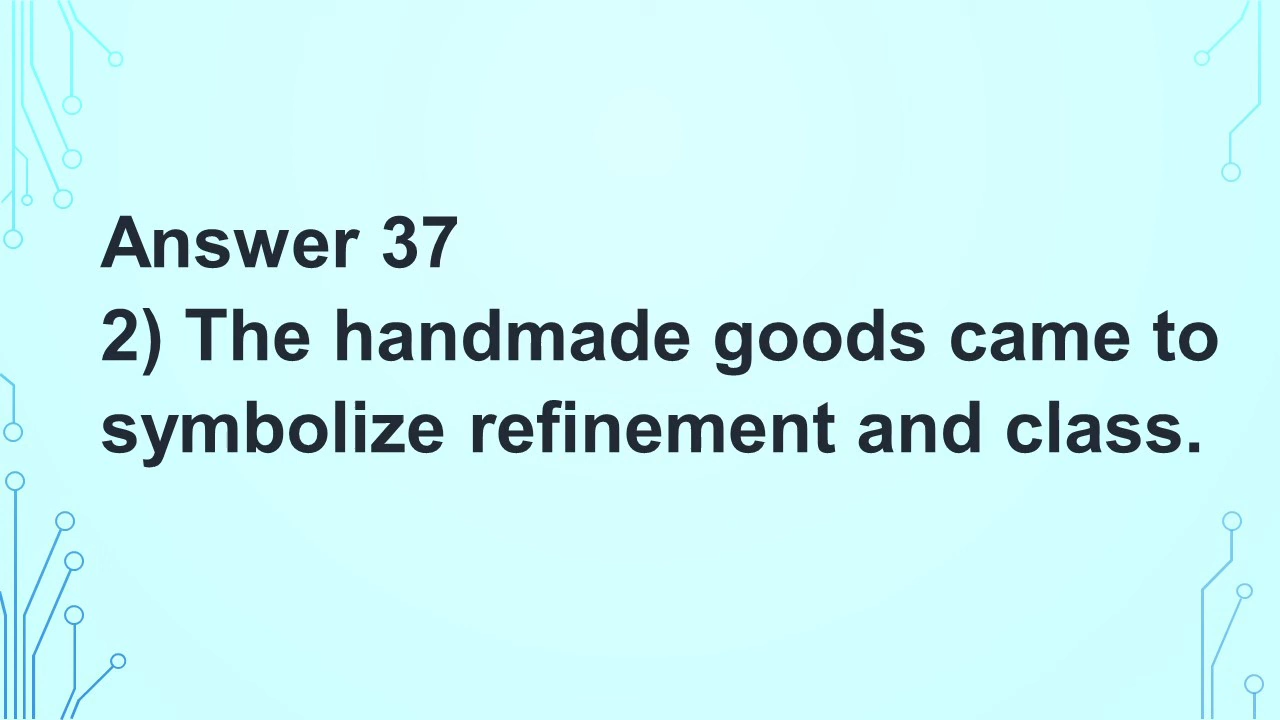 Answer 37
2) The handmade goods came to
symbolize refinement and class.